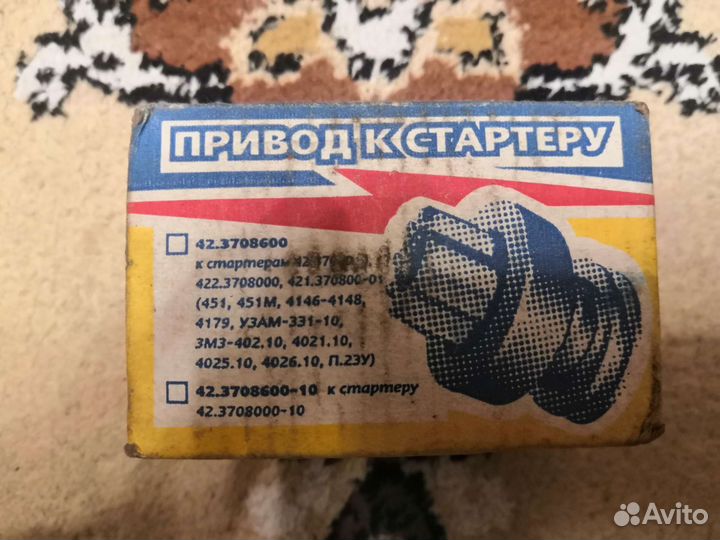 ПРИВОД К СТАРТЕРУ
42.3708600
к стартерам
422.3708000, 421.370800-01
(451, 451М, 4146-4148,
4179, УЗАМ-331-10,
ЗМЗ-402.10, 4021.10,
4025.10, 4026.10, П.23У)
42.3708600-10 к стартеру
42.3708000-10
Avito